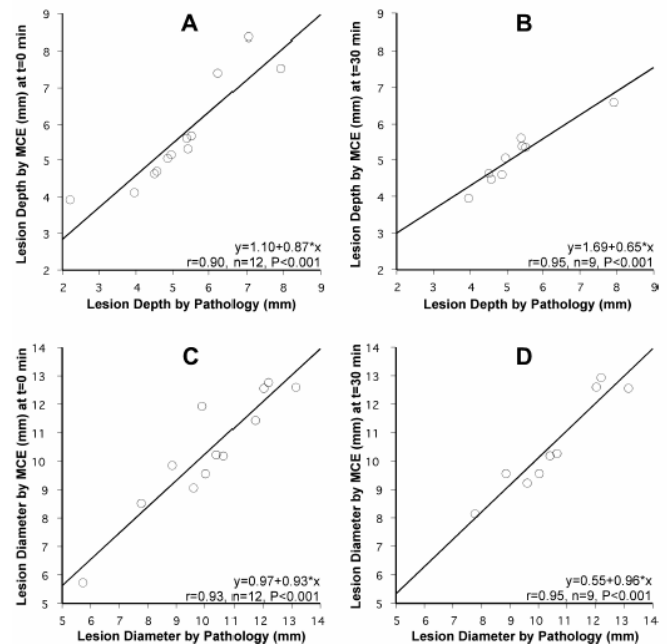 A
Lesion Depth by MCE (mm) at t=0 min
9
8
7
6
5
4
3
2
y=1.10+0.87*x
r=0.90, n=12, P<0.001
2 3 4 5 6 7 8 9
Lesion Depth by Pathology (mm)
B
Lesion Depth by MCE (mm) at t=30 min
9
8
7
6
5
4
3
2
y=1.69+0.65*x
r=0.95, n=9, P<0.001
2 3 4 5 6 7 8 9
Lesion Depth by Pathology (mm)
C
Lesion Diameter by MCE (mm) at t=0 min
14
13
12
11
10
9
8
7
6
5
y=0.97+0.93*x
r=0.93, n=12, P<0.001
5 6 7 8 9 10 11 12 13 14
Lesion Diameter by Pathology (mm)
D
Lesion Diameter by MCE (mm) at t=30 min
14
13
12
11
10
9
8
7
6
5
y=0.55+0.96*x
r=0.95, n=9, P<0.001
5 6 7 8 9 10 11 12 13 14
Lesion Diameter by Pathology (mm)